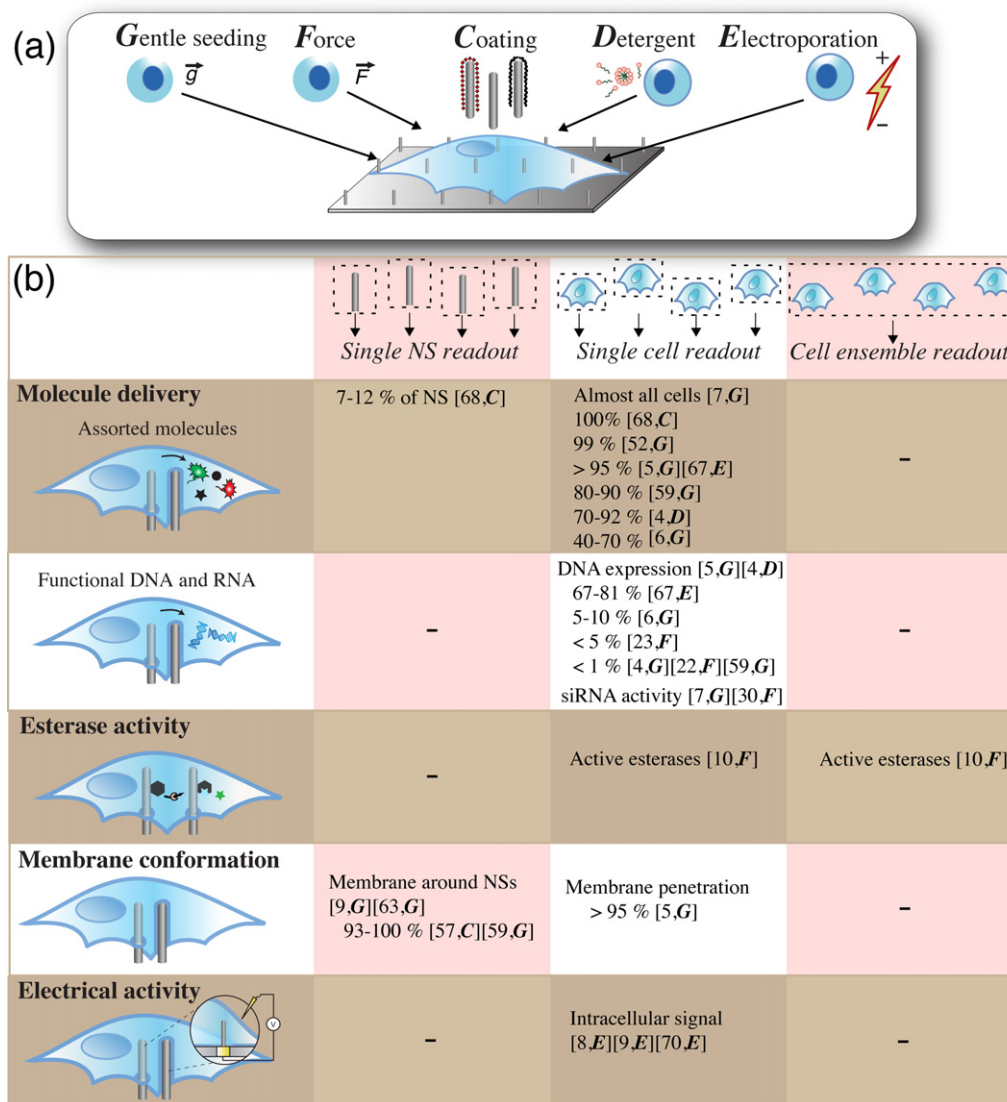 (a)
Gentle seeding
Force
Coating
Detergent
Electroporation
g
F
+
–
(b)
Single NS readout
Single cell readout
Cell ensemble readout
Molecule delivery
Assorted molecules
7-12 % of NS [68,C]
Almost all cells [7,G]
100% [68,C]
99 % [52,G]
> 95 % [5,G][67,E]
80-90 % [59,G]
70-92 % [4,D]
40-70 % [6,G]
–
Functional DNA and RNA
–
DNA expression [5,G][4,D]
67-81 % [67,E]
5-10 % [6,G]
< 5 % [23,F]
< 1 % [4,G][22,F][59,G]
siRNA activity [7,G][30,F]
–
Esterase activity
–
Active esterases [10,F]
Active esterases [10,F]
Membrane conformation
Membrane around NSs
[9,G][63,G]
93-100 % [57,C][59,G]
Membrane penetration
> 95 % [5,G]
–
Electrical activity
V
–
Intracellular signal
[8,E][9,E][70,E]
–